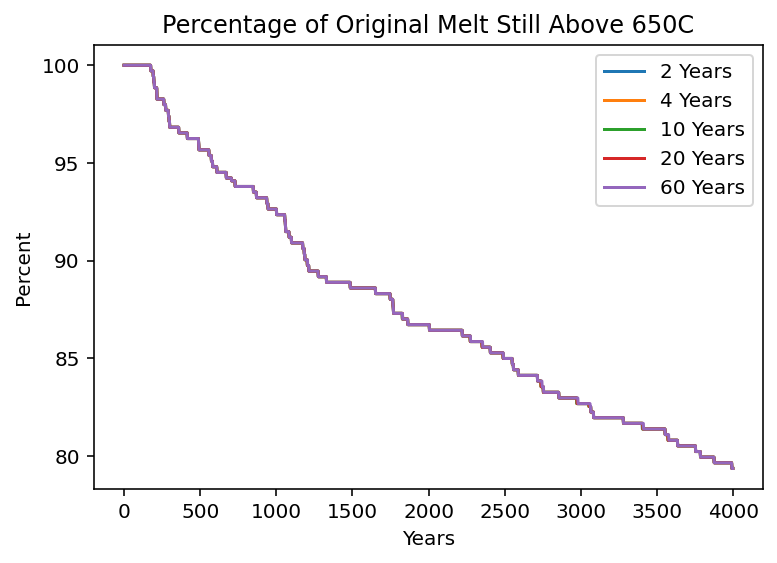 Percentage of Original Melt Still Above 650C
100
95
90
85
80
Percent
2 Years
4 Years
10 Years
20 Years
60 Years
0 500 1000 1500 2000 2500 3000 3500 4000
Years